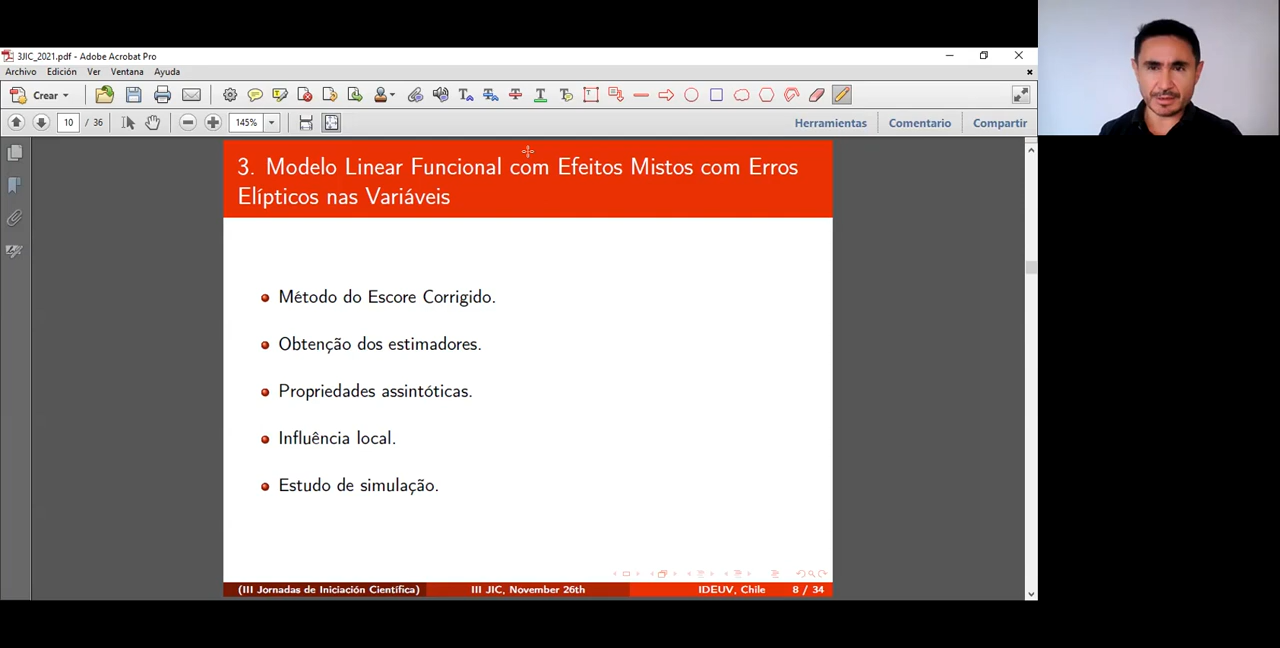 3JIC_2021.pdf - Adobe Acrobat Pro
Archivo Edición Ver Ventana Ayuda
Crear
10 / 36 145% Herramientas Comentario Compartir
3. Modelo Linear Funcional com Efeitos Mistos com Erros
Elípticos nas Variáveis
Método do Escore Corrigido.
Obtenção dos estimadores.
Propriedades assintóticas.
Influência local.
Estudo de simulação.
(III Jornadas de Iniciación Científica) III JIC, November 26th IDEUV, Chile 8 / 34